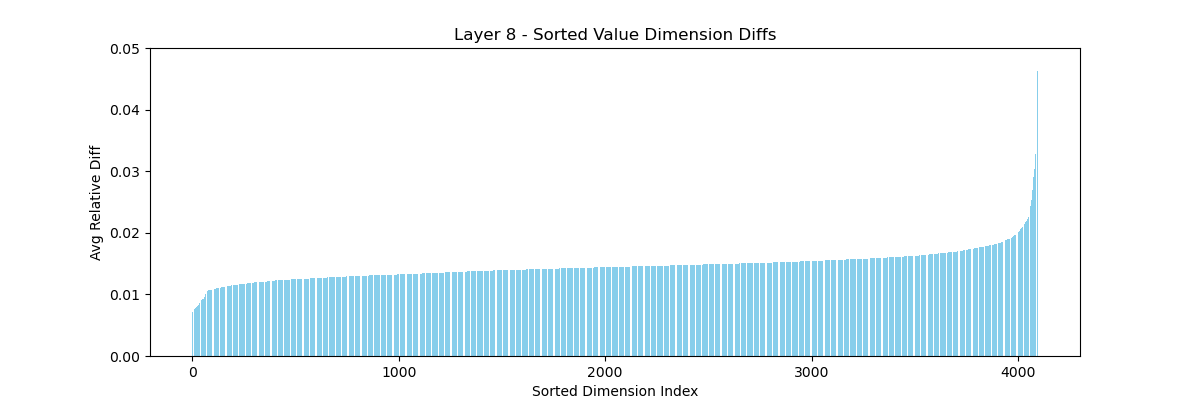 Layer 8 - Sorted Value Dimension Diffs
0.05
0.04
0.03
0.02
0.01
0.00
Avg Relative Diff
0 1000 2000 3000 4000
Sorted Dimension Index